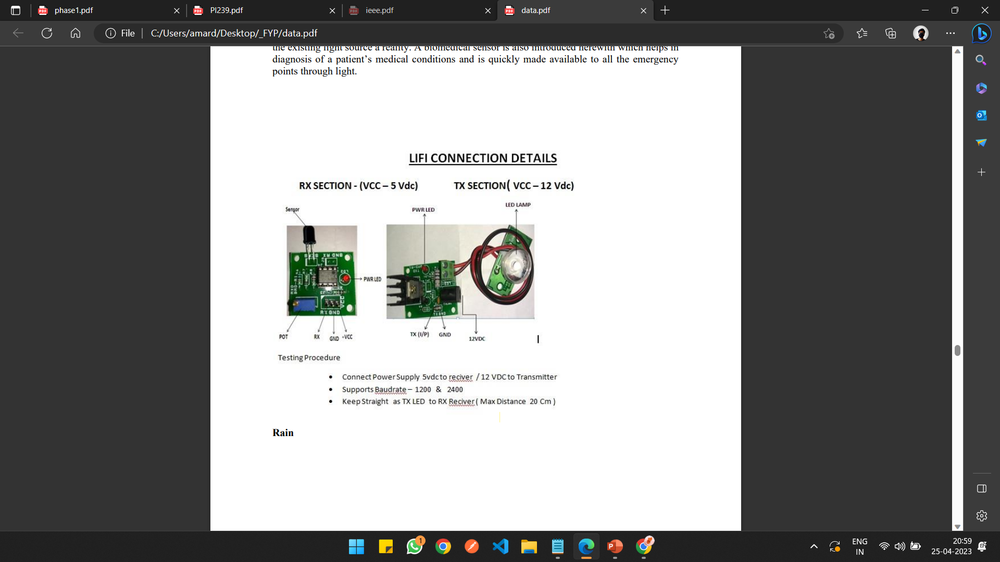 phase1.pdf
PI239.pdf
ieee.pdf
data.pdf
File
C:/Users/amard/Desktop/_FYP/data.pdf
the existing light source a reality. A biomedical sensor is also introduced herewith which helps in
diagnosis of a patient’s medical conditions and is quickly made available to all the emergency
points through light.
LIFI CONNECTION DETAILS
RX SECTION - (VCC – 5 Vdc)
TX SECTION( VCC – 12 Vdc)
Sensor
PWR LED
LED LAMP
PWR LED
POT
RX
GND
+VCC
TX (I/P)
GND
12VDC
Testing Procedure
• Connect Power Supply 5vdc to reciver / 12 VDC to Transmitter
• Supports Baudrate – 1200 & 2400
• Keep Straight as TX LED to RX Reciver ( Max Distance 20 Cm )
Rain
1
ENG
IN
20:59
25-04-2023